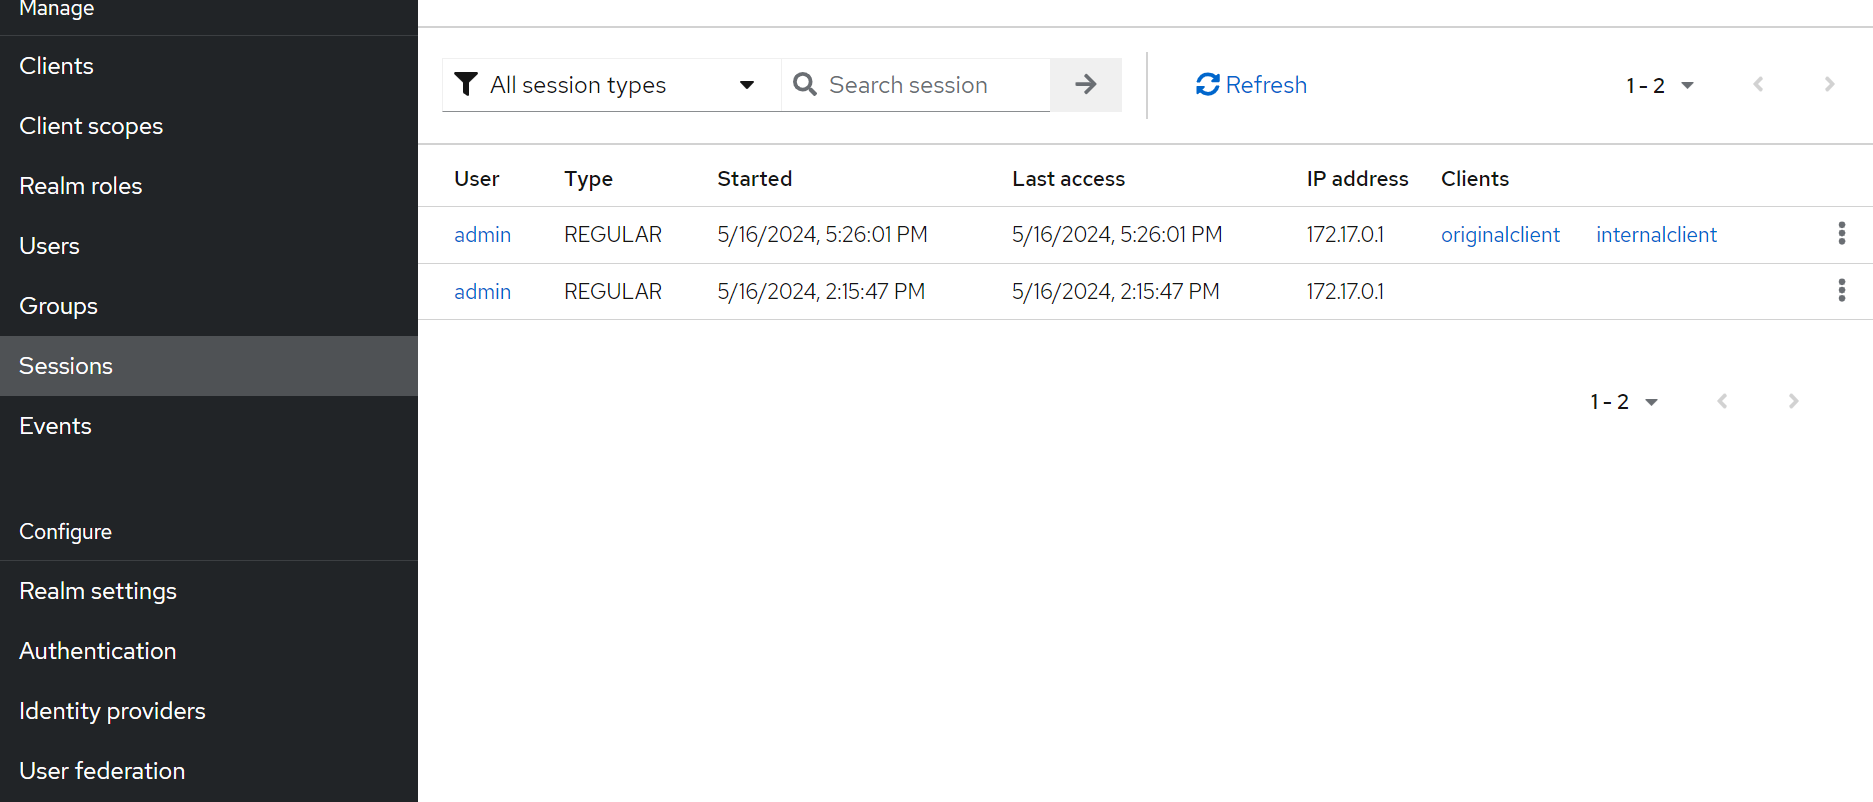 Manage
Clients
Client scopes
Realm roles
Users
Groups
Sessions
Events
Configure
Realm settings
Authentication
Identity providers
User federation
All session types
Search session
Refresh
1 - 2
User Type Started Last access IP address Clients
admin REGULAR 5/16/2024, 5:26:01 PM 5/16/2024, 5:26:01 PM 172.17.0.1 originalclient internalclient
admin REGULAR 5/16/2024, 2:15:47 PM 5/16/2024, 2:15:47 PM 172.17.0.1
1 - 2